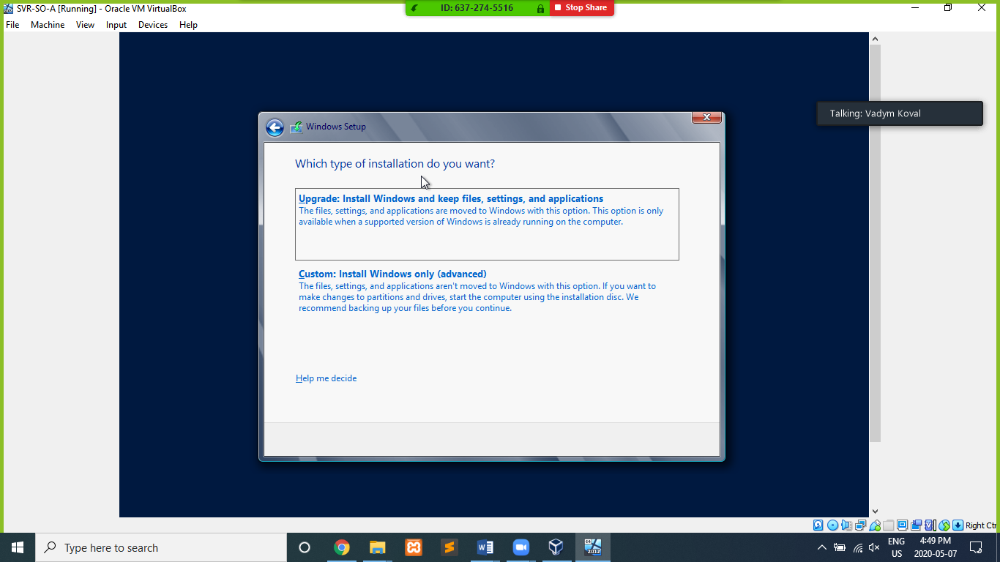 SVR-SO-A [Running] - Oracle VM VirtualBox
ID: 637-274-5516
Stop Share
File Machine View Input Devices Help
Talking: Vadym Koval
Windows Setup
Which type of installation do you want?
Upgrade: Install Windows and keep files, settings, and applications
The files, settings, and applications are moved to Windows with this option. This option is only
available when a supported version of Windows is already running on the computer.
Custom: Install Windows only (advanced)
The files, settings, and applications aren't moved to Windows with this option. If you want to
make changes to partitions and drives, start the computer using the installation disc. We
recommend backing up your files before you continue.
Help me decide
Right Ctr
Type here to search
64
2012
ENG
US
4:49 PM
2020-05-07